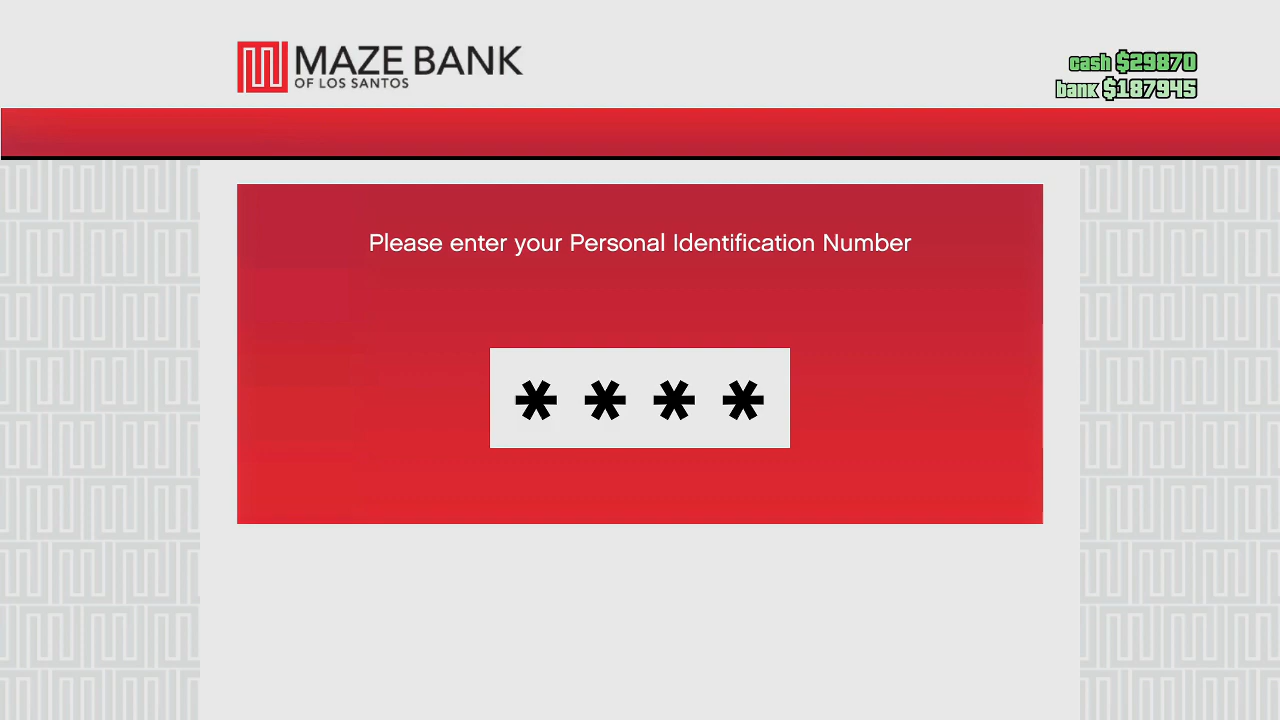 MAZE BANK
OF LOS SANTOS
cash $29870
bank $187945
Please enter your Personal Identification Number
* * * *